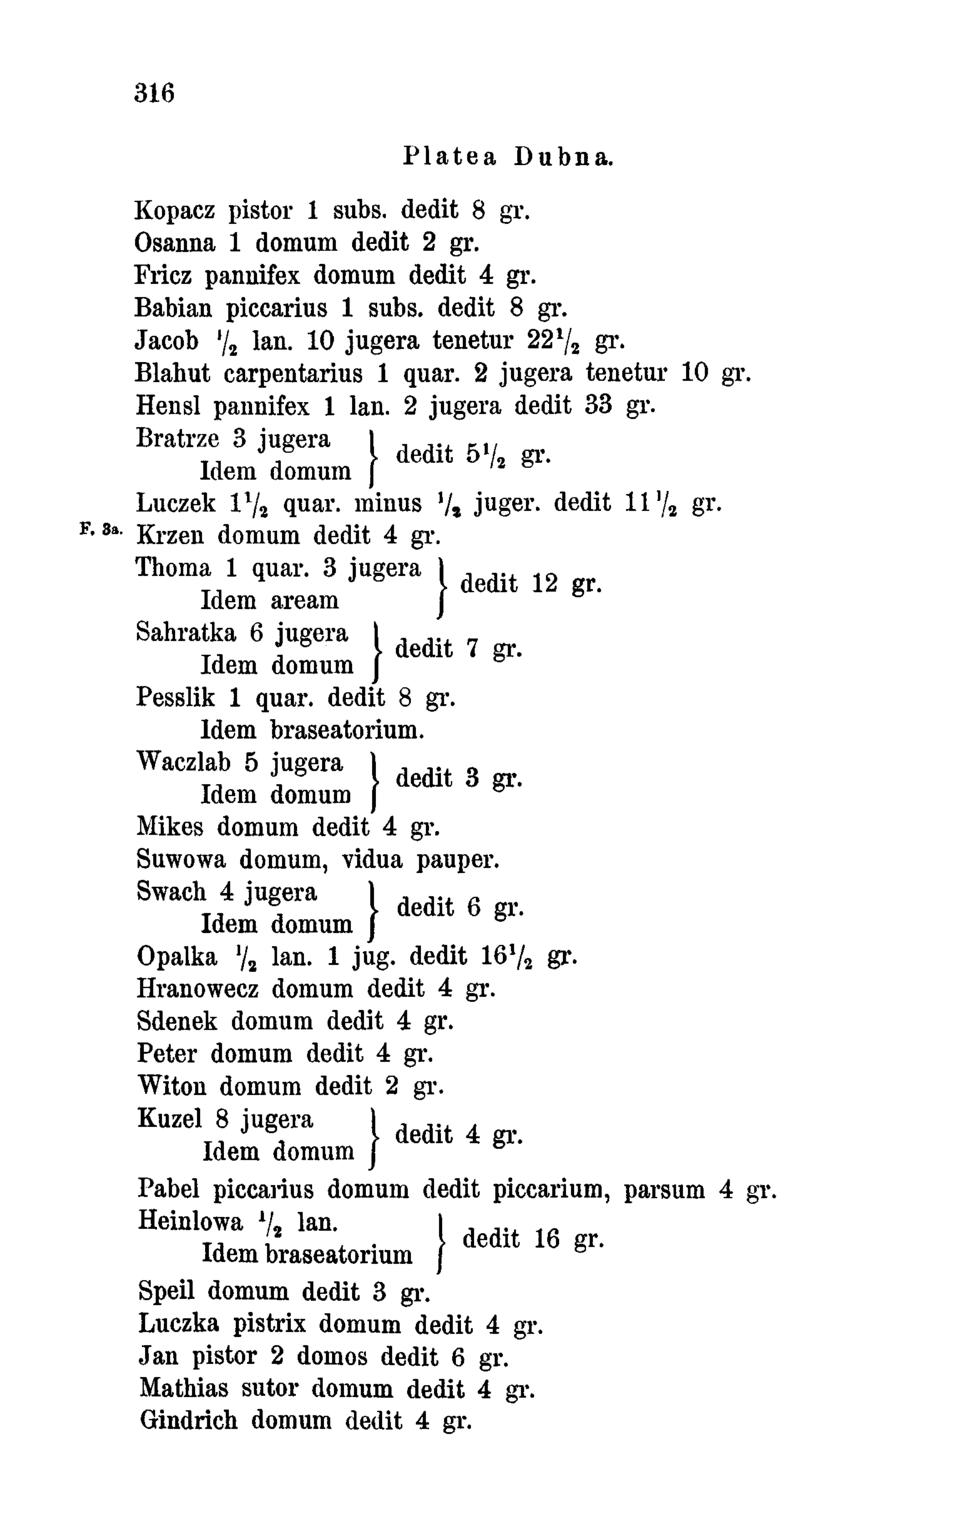 316
Platea Dubna.
Kopacz pistor 1 subs. dedit 8 gr.
Osanna 1 domum dedit 2 gr.
Fricz pannifex domum dedit 4 gr.
Babian piccarius 1 subs. dedit 8 gr.
Jacob 1/2 lan. 10 jugera tenetur 22 1/2 gr.
Blahut carpentarius 1 quar. 2 jugera tenetur 10 gr.
Hensl pannifex 1 lan. 2 jugera dedit 33 gr.
Bratrze 3 jugera
Idem domum } dedit 5 1/2 gr.
Luczek 1 1/2 quar. minus 1/2 juger. dedit 11 1/2 gr.
F. 3a. Krzen domum dedit 4 gr.
Thoma 1 quar. 3 jugera
Idem aream } dedit 12 gr.
Sahratka 6 jugera
Idem domum } dedit 7 gr.
Pesslik 1 quar. dedit 8 gr.
Idem braseatorium.
Waczlab 5 jugera
Idem domum } dedit 3 gr.
Mikes domum dedit 4 gr.
Suwowa domum, vidua pauper.
Swach 4 jugera
Idem domum } dedit 6 gr.
Opalka 1/2 lan. 1 jug. dedit 16 1/2 gr.
Hranowecz domum dedit 4 gr.
Sdenek domum dedit 4 gr.
Peter domum dedit 4 gr.
Witon domum dedit 2 gr.
Kuzel 8 jugera
Idem domum } dedit 4 gr.
Pabel piccarius domum dedit piccarium, parsum 4 gr.
Heinlowa 1/2 lan.
Idem braseatorium } dedit 16 gr.
Speil domum dedit 3 gr.
Luczka pistrix domum dedit 4 gr.
Jan pistor 2 domos dedit 6 gr.
Mathias sutor domum dedit 4 gr.
Gindrich domum dedit 4 gr.